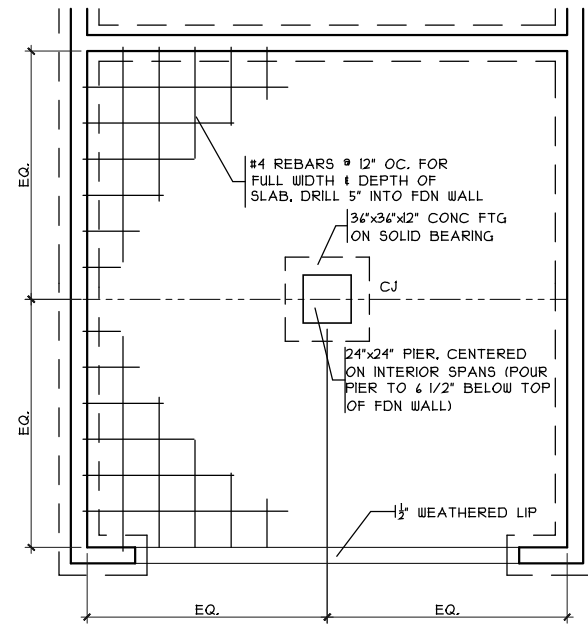 #4 REBARS @ 12" OC. FOR
FULL WIDTH & DEPTH OF
SLAB, DRILL 5" INTO FDN WALL
36"x36"x12" CONC FTG
ON SOLID BEARING
EQ.
CJ
24"x24" PIER, CENTERED
ON INTERIOR SPANS (POUR
PIER TO 6 1/2" BELOW TOP
OF FDN WALL)
EQ.
1½" WEATHERED LIP
EQ.
EQ.